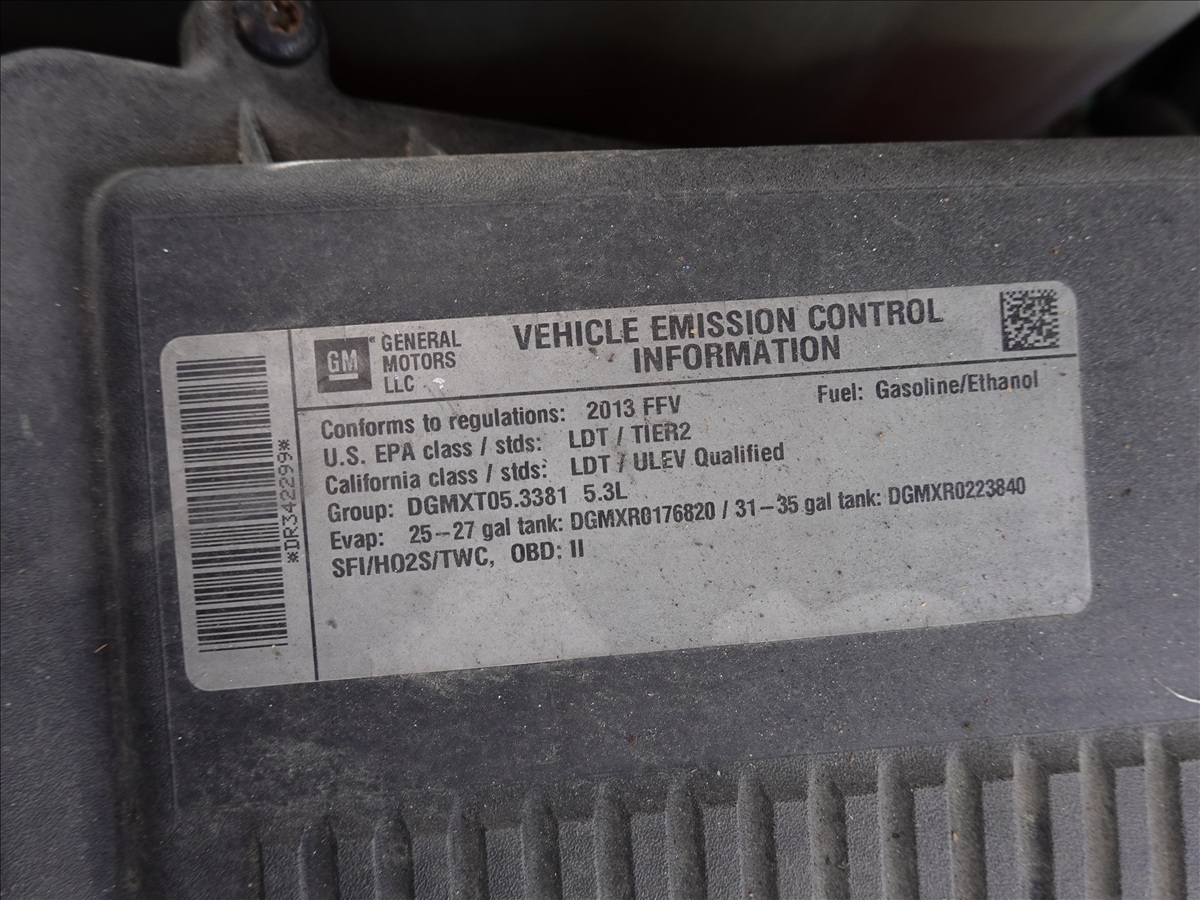 GM
GENERAL
MOTORS
LLC
VEHICLE EMISSION CONTROL
INFORMATION
Conforms to regulations: 2013 FFV
Fuel: Gasoline/Ethanol
U.S. EPA class / stds: LDT / TIER2
California class / stds: LDT / ULEV Qualified
Group: DGMXT05.3381 5.3L
Evap: 25-27 gal tank: DGMXR0176820 / 31-35 gal tank: DGMXR0223840
SFI/HO2S/TWC, OBD: II
*DR342299*